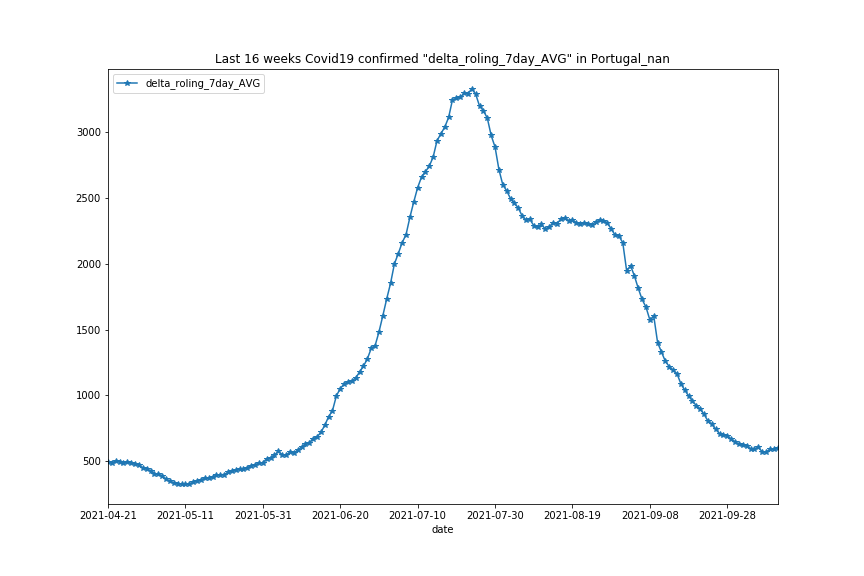 Last 16 weeks Covid19 confirmed "delta_roling_7day_AVG" in Portugal_nan
delta_roling_7day_AVG
3000
2500
2000
1500
1000
500
2021-04-21 2021-05-11 2021-05-31 2021-06-20 2021-07-10 2021-07-30 2021-08-19 2021-09-08 2021-09-28
date